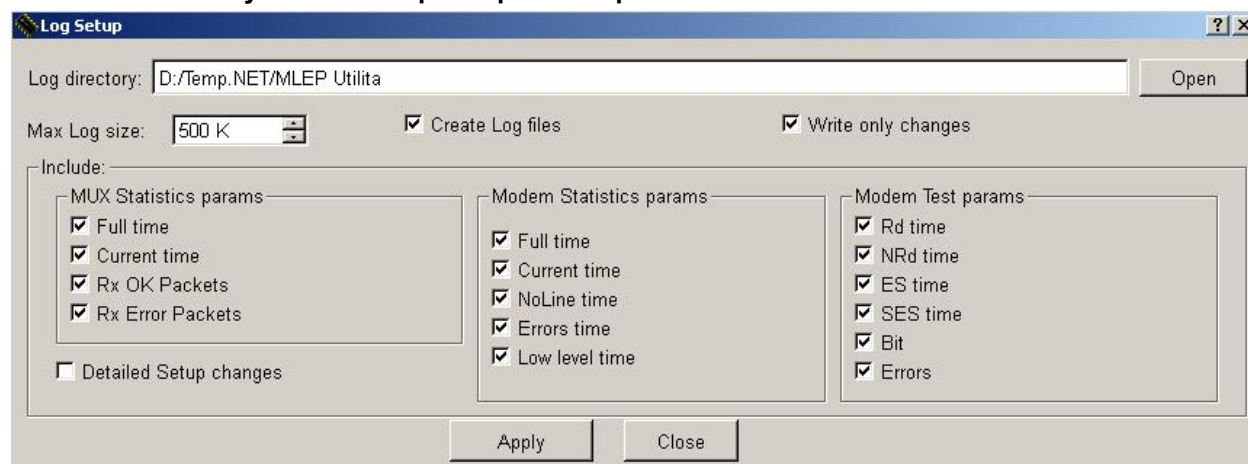 Log Setup
Log directory: D:/Temp.NET/MLEP Utilita Open
Max Log size: 500 K Create Log files Write only changes
Include:
MUX Statistics params
Full time
Current time
Rx OK Packets
Rx Error Packets
Detailed Setup changes
Modem Statistics params
Full time
Current time
NoLine time
Errors time
Low level time
Modem Test params
Rd time
NRd time
ES time
SES time
Bit
Errors
Apply Close